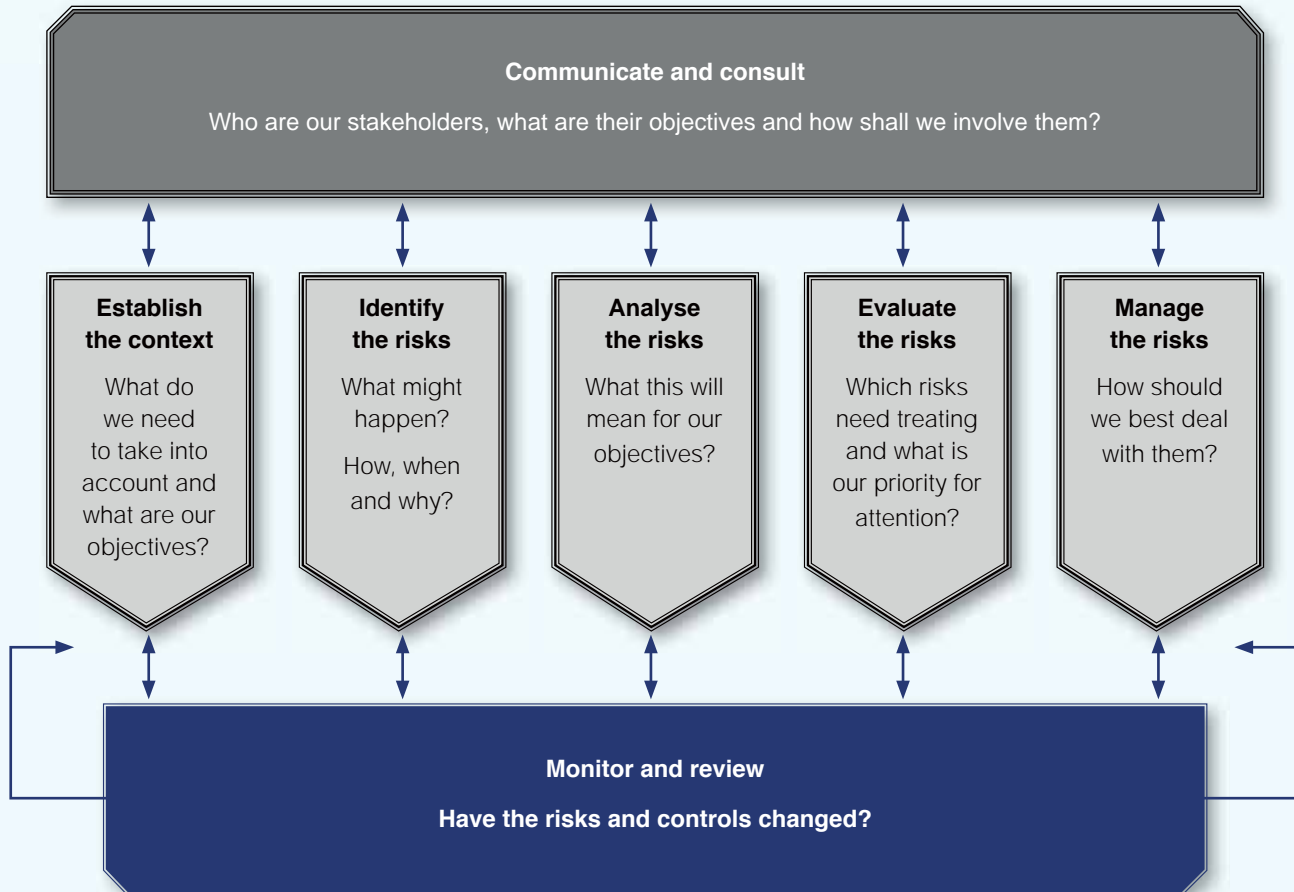 Communicate and consult
Who are our stakeholders, what are their objectives and how shall we involve them?
Establish
the context
What do
we need
to take into
account and
what are our
objectives?
Identify
the risks
What might
happen?
How, when
and why?
Analyse
the risks
What this will
mean for our
objectives?
Evaluate
the risks
Which risks
need treating
and what is
our priority for
attention?
Manage
the risks
How should
we best deal
with them?
Monitor and review
Have the risks and controls changed?